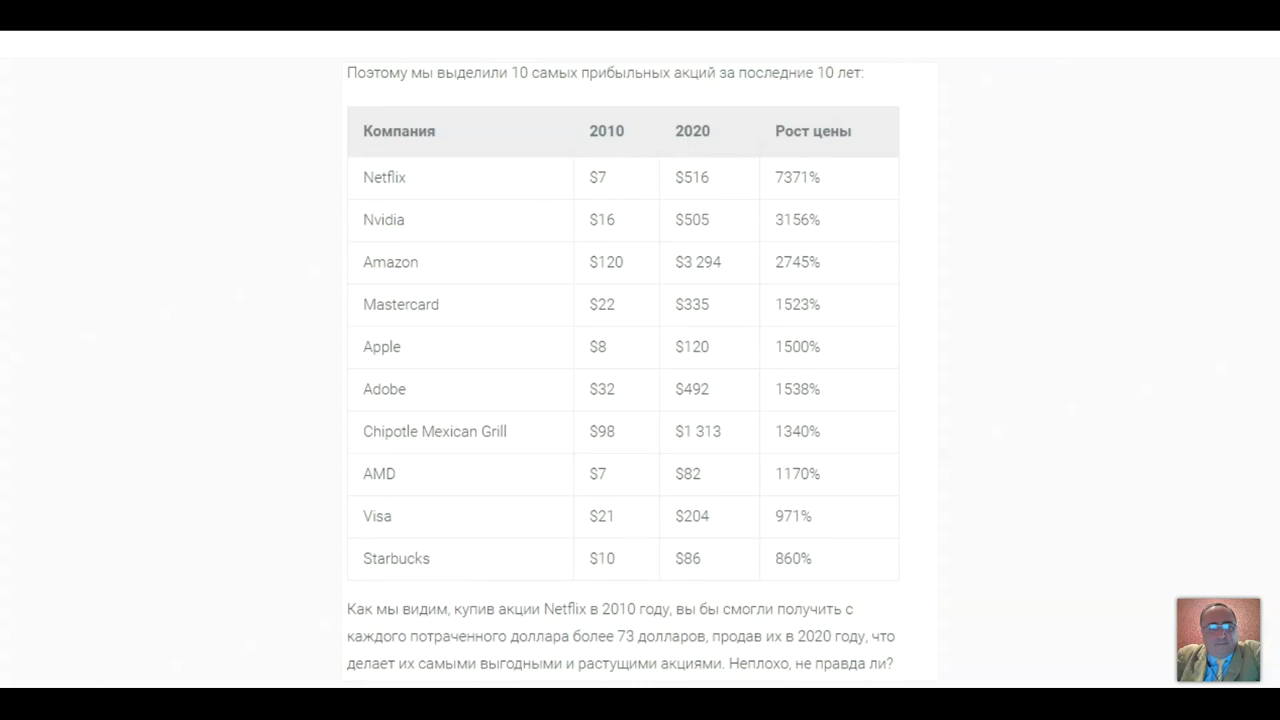 Поэтому мы выделили 10 самых прибыльных акций за последние 10 лет:
Компания 2010 2020 Рост цены
Netflix $7 $516 7371%
Nvidia $16 $505 3156%
Amazon $120 $3 294 2745%
Mastercard $22 $335 1523%
Apple $8 $120 1500%
Adobe $32 $492 1538%
Chipotle Mexican Grill $98 $1 313 1340%
AMD $7 $82 1170%
Visa $21 $204 971%
Starbucks $10 $86 860%
Как мы видим, купив акции Netflix в 2010 году, вы бы смогли получить с
каждого потраченного доллара более 73 долларов, продав их в 2020 году, что
делает их самыми выгодными и растущими акциями. Неплохо, не правда ли?